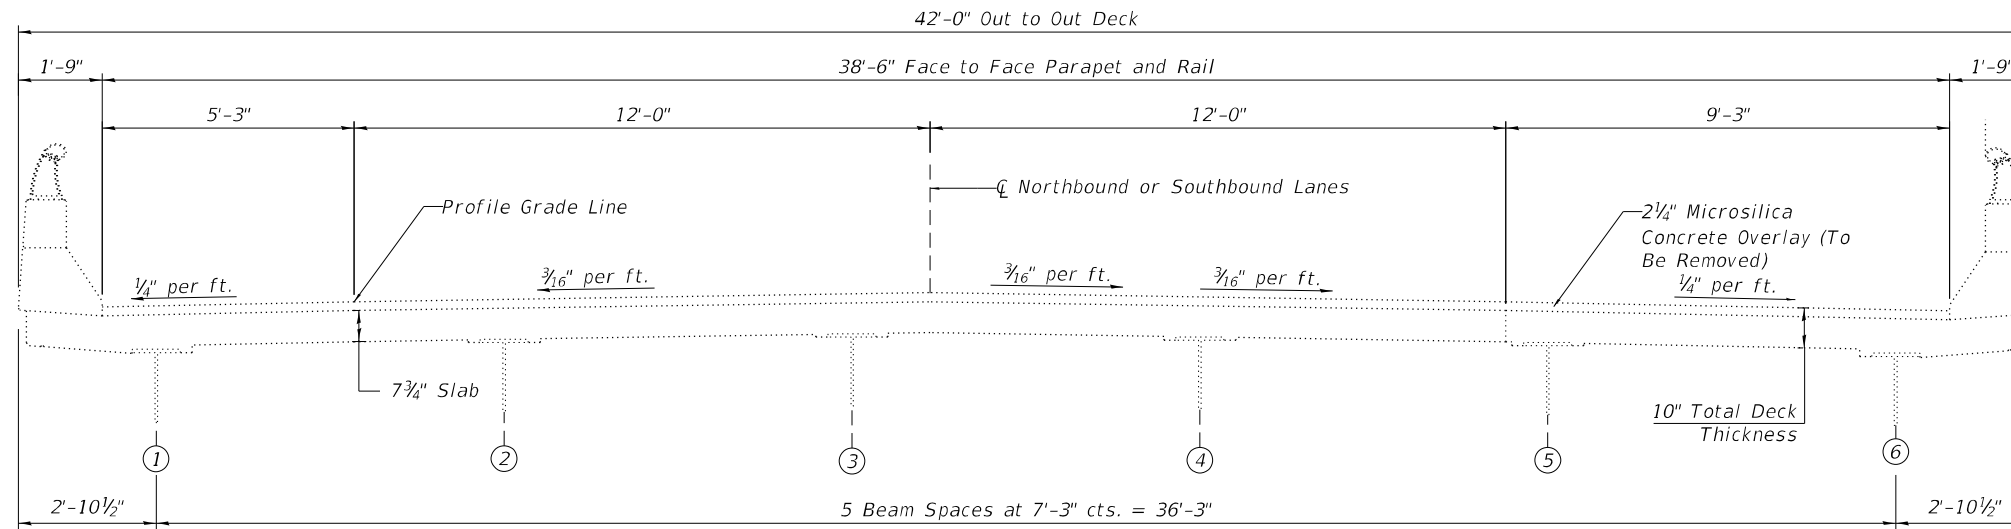 42'-0" Out to Out Deck
1'-9"
38'-6" Face to Face Parapet and Rail
1'-9"
5'-3"
12'-0"
12'-0"
9'-3"
℄ Northbound or Southbound Lanes
Profile Grade Line
2¼" Microsilica
Concrete Overlay (To
Be Removed)
¼" per ft.
3/16" per ft.
3/16" per ft.
3/16" per ft.
¼" per ft.
7¾" Slab
10" Total Deck
Thickness
1
2
3
4
5
6
2'-10½"
5 Beam Spaces at 7'-3" cts. = 36'-3"
2'-10½"